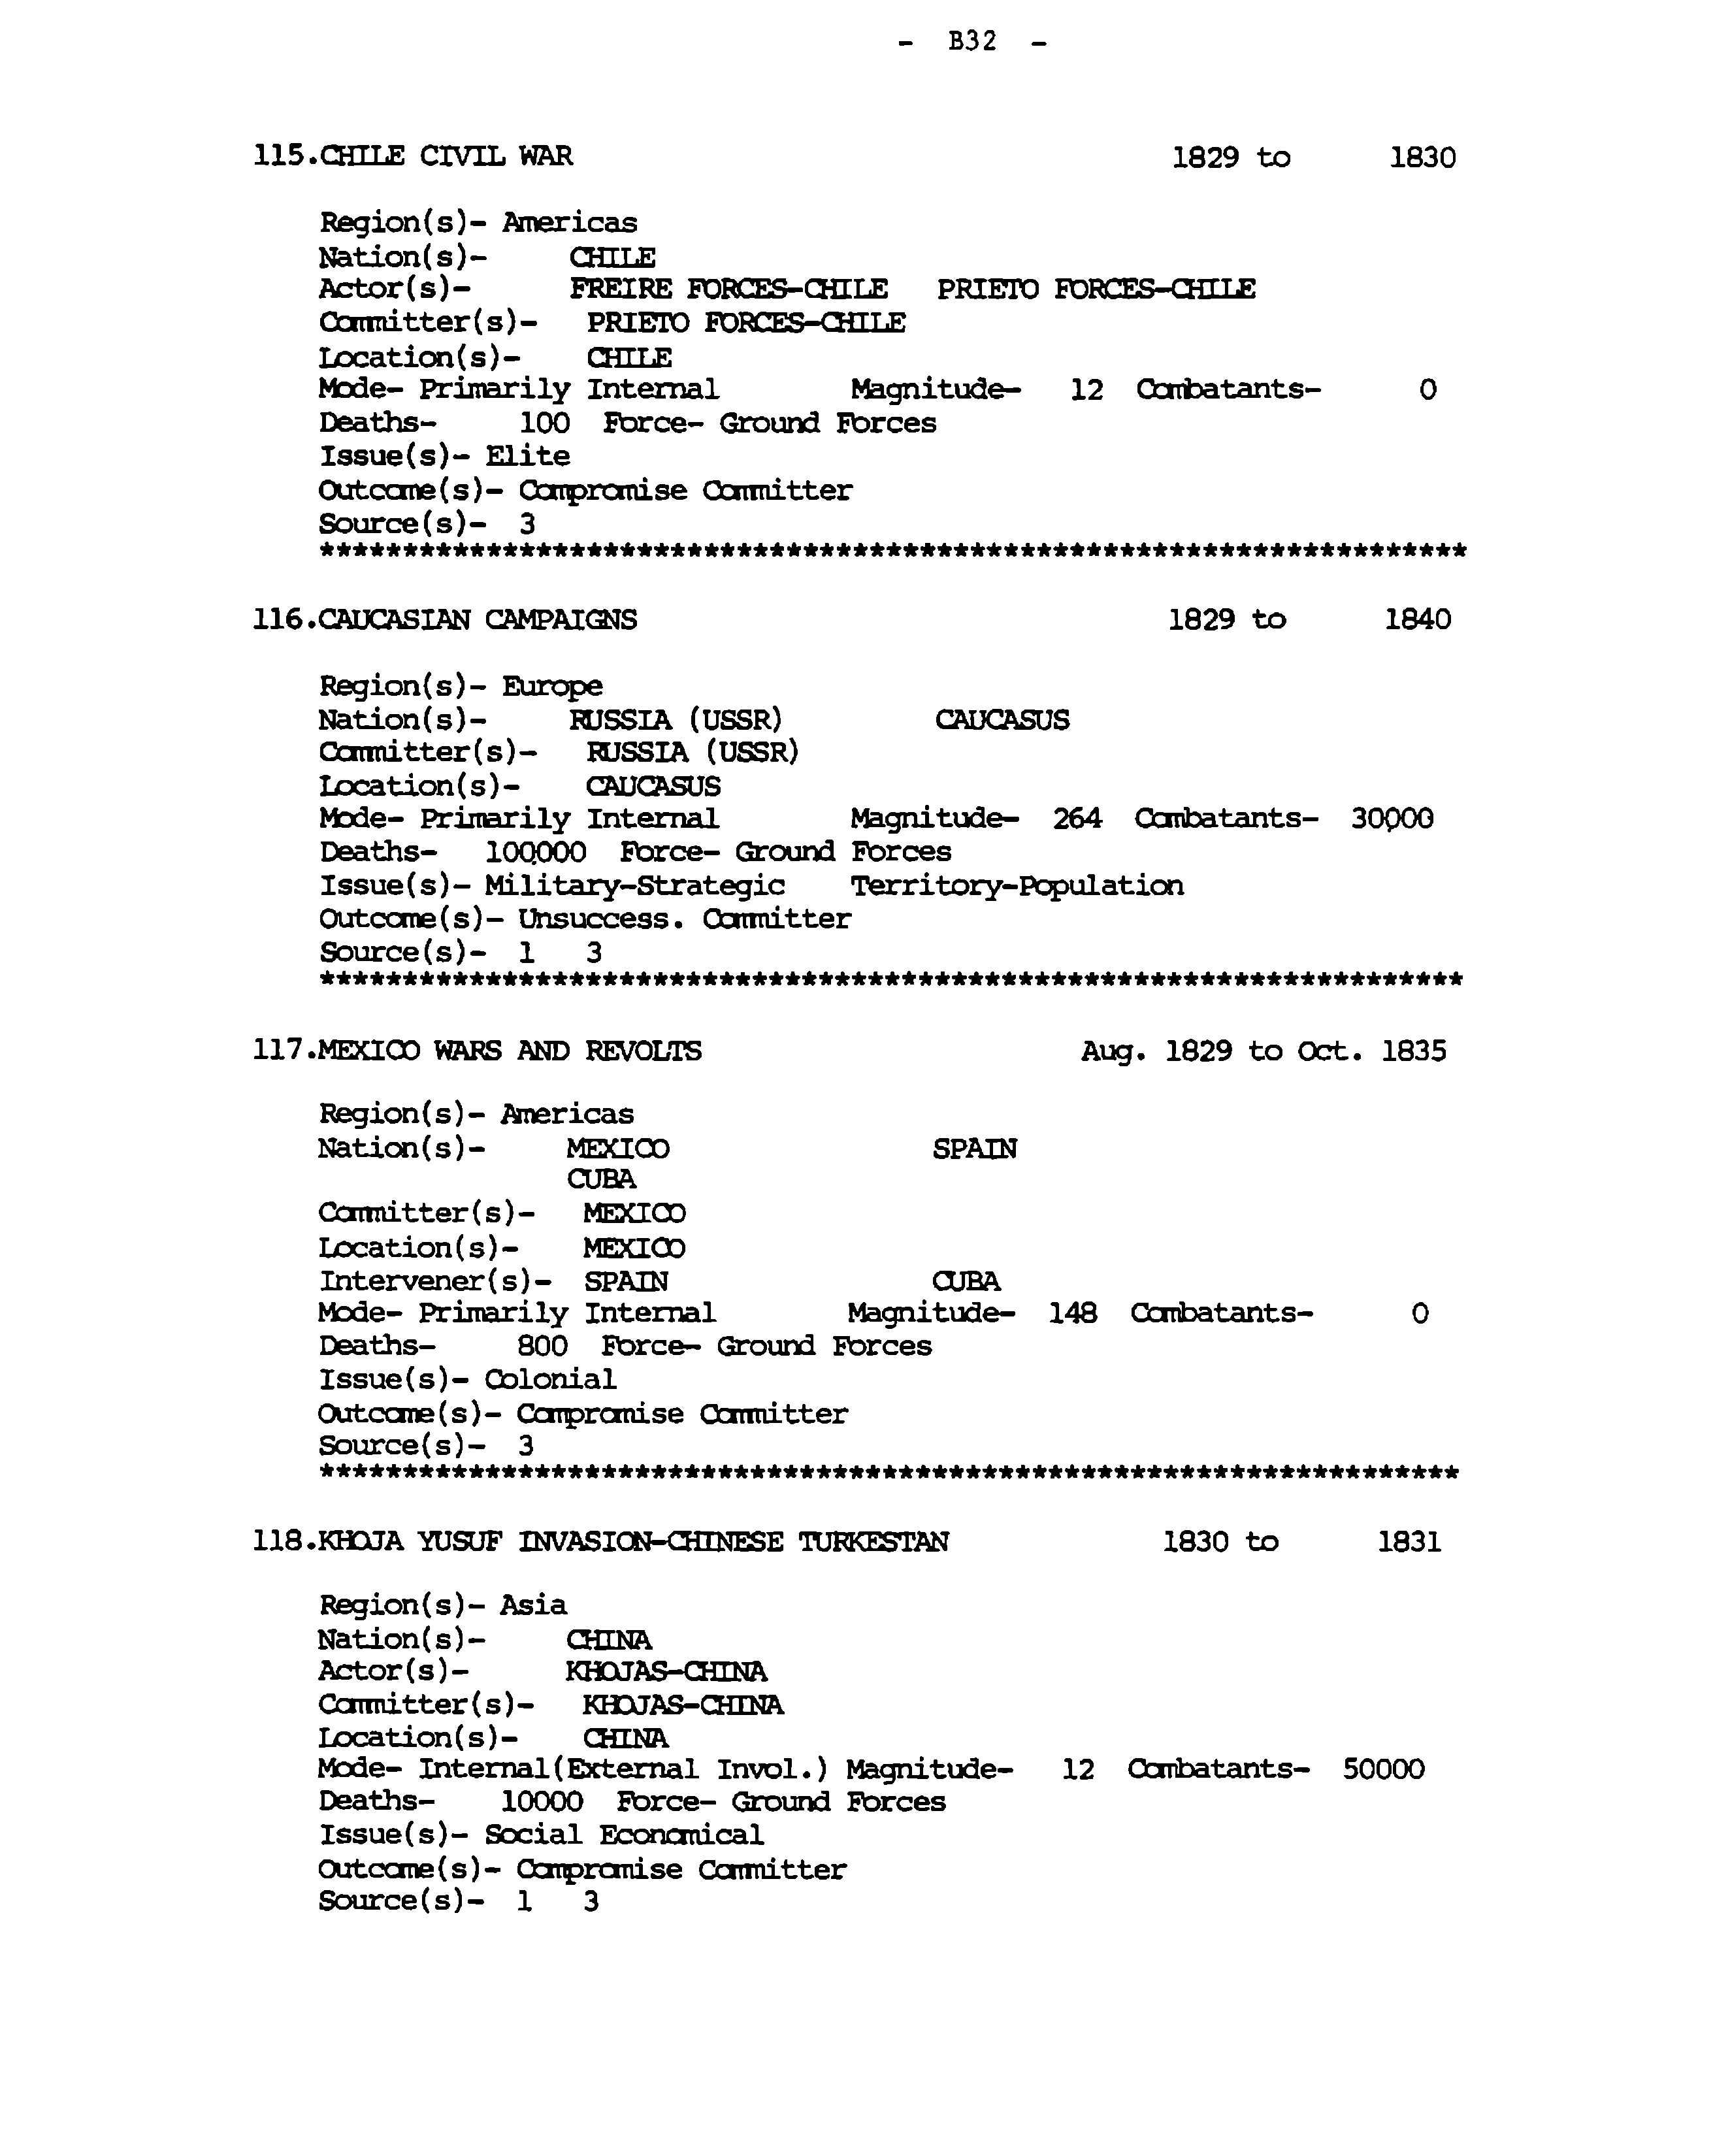 - B32 -
115.CHILE CIVIL WAR 1829 to 1830
Region(s)- Americas
Nation(s)- CHILE
Actor(s)- FREIRE FORCES-CHILE PRIETO FORCES-CHILE
Committer(s)- PRIETO FORCES-CHILE
Location(s)- CHILE
Mode- Primarily Internal Magnitude- 12 Combatants- 0
Deaths- 100 Force- Ground Forces
Issue(s)- Elite
Outcome(s)- Compromise Committer
Source(s)- 3
*********************************************************************
116.CAUCASIAN CAMPAIGNS 1829 to 1840
Region(s)- Europe
Nation(s)- RUSSIA (USSR) CAUCASUS
Committer(s)- RUSSIA (USSR)
Location(s)- CAUCASUS
Mode- Primarily Internal Magnitude- 264 Combatants- 30000
Deaths- 100000 Force- Ground Forces
Issue(s)- Military-Strategic Territory-Population
Outcome(s)- Unsuccess. Committer
Source(s)- 1 3
*********************************************************************
117.MEXICO WARS AND REVOLTS Aug. 1829 to Oct. 1835
Region(s)- Americas
Nation(s)- MEXICO SPAIN
CUBA
Committer(s)- MEXICO
Location(s)- MEXICO
Intervener(s)- SPAIN CUBA
Mode- Primarily Internal Magnitude- 148 Combatants- 0
Deaths- 800 Force- Ground Forces
Issue(s)- Colonial
Outcome(s)- Compromise Committer
Source(s)- 3
*********************************************************************
118.KHOJA YUSUF INVASION-CHINESE TURKESTAN 1830 to 1831
Region(s)- Asia
Nation(s)- CHINA
Actor(s)- KHOJAS-CHINA
Committer(s)- KHOJAS-CHINA
Location(s)- CHINA
Mode- Internal(External Invol.) Magnitude- 12 Combatants- 50000
Deaths- 10000 Force- Ground Forces
Issue(s)- Social Economical
Outcome(s)- Compromise Committer
Source(s)- 1 3